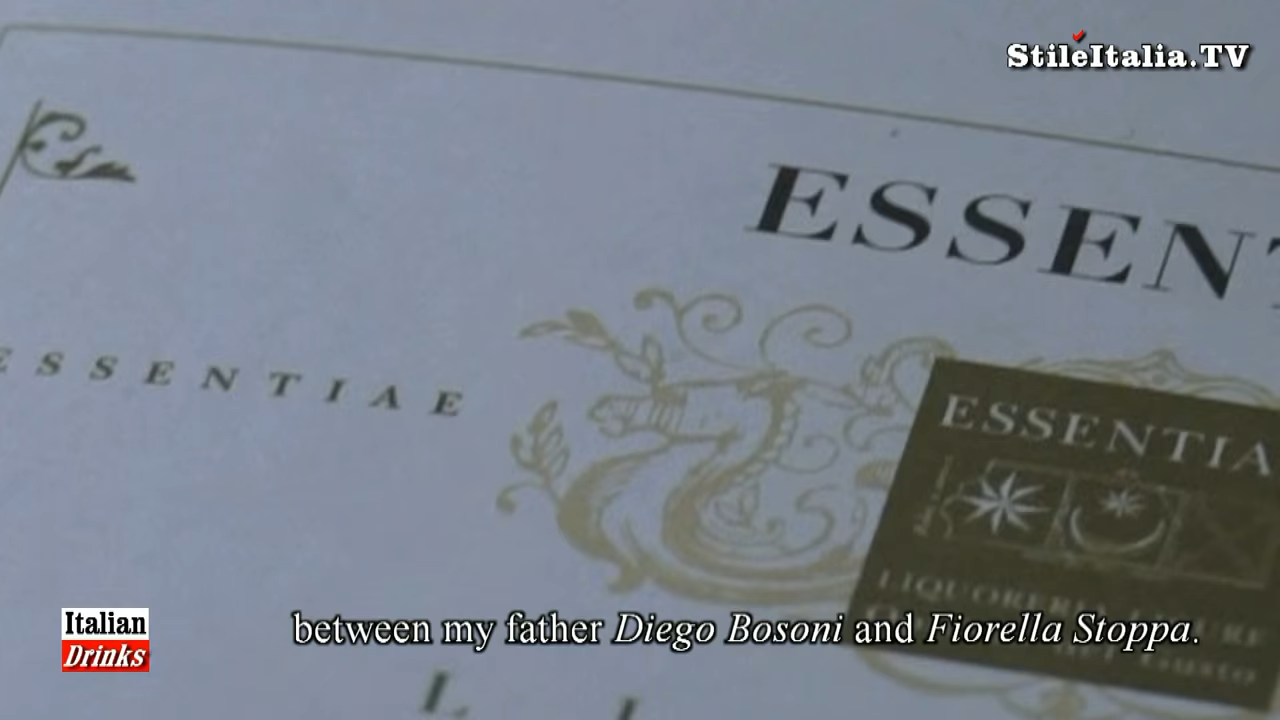 StileItalia.TV
ESSENT
ESSENTIAE
ESSENTIA
Italian
Drinks
between my father Diego Bosoni and Fiorella Stoppa.